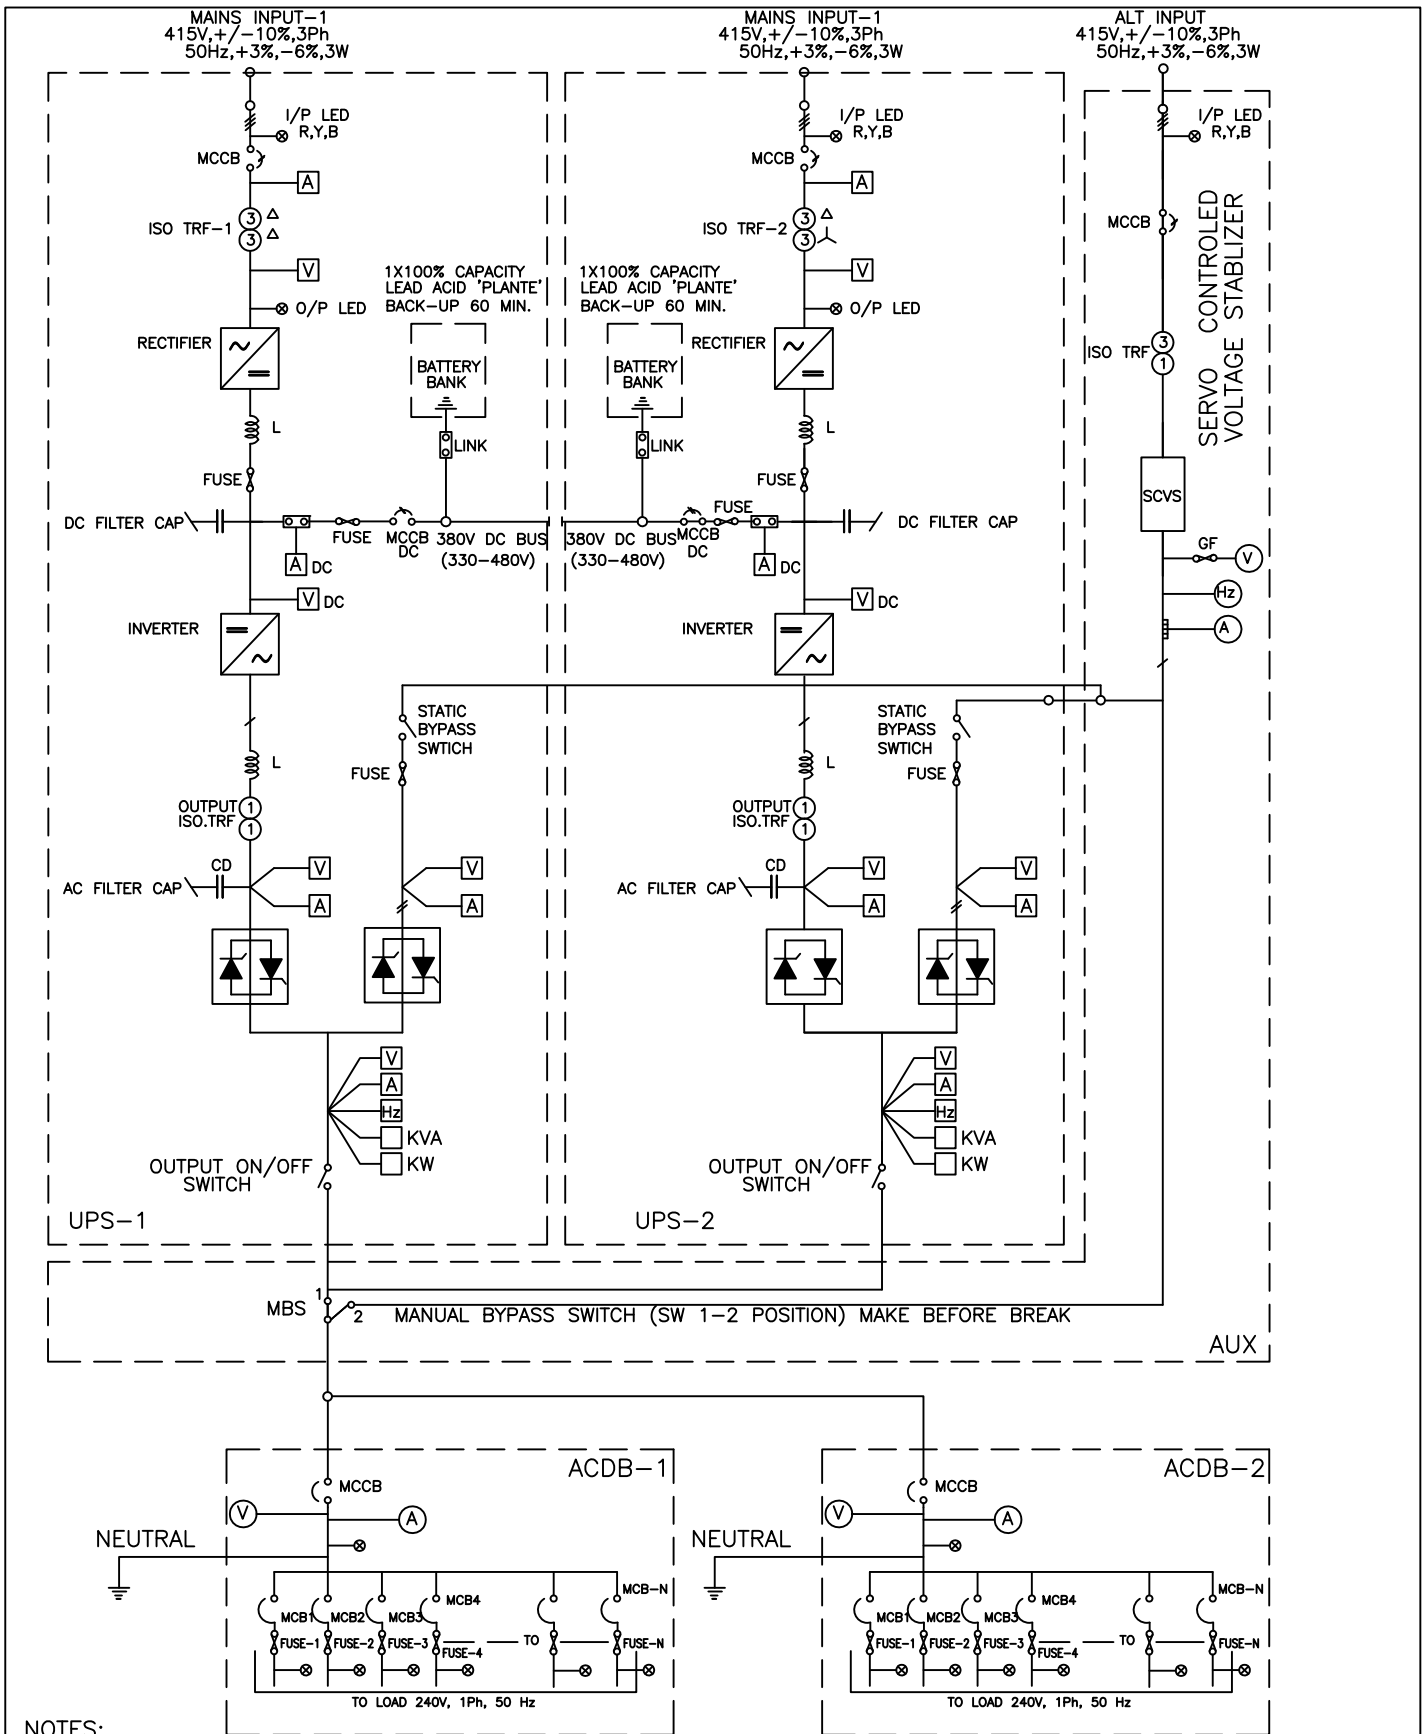 MAINS INPUT-1
415V,+/-10%,3Ph
50Hz,+3%,-6%,3W
MAINS INPUT-1
415V,+/-10%,3Ph
50Hz,+3%,-6%,3W
ALT INPUT
415V,+/-10%,3Ph
50Hz,+3%,-6%,3W
I/P LED
R,Y,B
MCCB
A
ISO TRF-1
3
3
V
O/P LED
RECTIFIER
1X100% CAPACITY
LEAD ACID 'PLANTE'
BACK-UP 60 MIN.
BATTERY
BANK
LINK
L
FUSE
DC FILTER CAP
FUSE
MCCB
DC
380V DC BUS
(330-480V)
A DC
V DC
INVERTER
STATIC
BYPASS
SWTICH
L
FUSE
OUTPUT
ISO.TRF
1
1
CD
AC FILTER CAP
V
A
V
A
V
A
Hz
KVA
KW
OUTPUT ON/OFF
SWITCH
UPS-1
I/P LED
R,Y,B
MCCB
A
ISO TRF-2
3
3
V
O/P LED
1X100% CAPACITY
LEAD ACID 'PLANTE'
BACK-UP 60 MIN.
RECTIFIER
BATTERY
BANK
LINK
L
FUSE
FUSE
MCCB
DC
380V DC BUS
(330-480V)
DC FILTER CAP
A DC
V DC
INVERTER
STATIC
BYPASS
SWTICH
L
FUSE
OUTPUT
ISO.TRF
1
1
CD
AC FILTER CAP
V
A
V
A
V
A
Hz
KVA
KW
OUTPUT ON/OFF
SWITCH
UPS-2
I/P LED
R,Y,B
MCCB
SERVO CONTROLED
VOLTAGE STABLIZER
ISO TRF
3
1
SCVS
GF
V
Hz
A
MBS
1
2
MANUAL BYPASS SWITCH (SW 1-2 POSITION) MAKE BEFORE BREAK
AUX
ACDB-1
MCCB
V
A
NEUTRAL
MCB1
MCB2
MCB3
MCB4
MCB-N
FUSE-1
FUSE-2
FUSE-3
FUSE-4
TO
FUSE-N
TO LOAD 240V, 1Ph, 50 Hz
ACDB-2
MCCB
V
A
NEUTRAL
MCB1
MCB2
MCB3
MCB4
MCB-N
FUSE-1
FUSE-2
FUSE-3
FUSE-4
TO
FUSE-N
TO LOAD 240V, 1Ph, 50 Hz
NOTES: